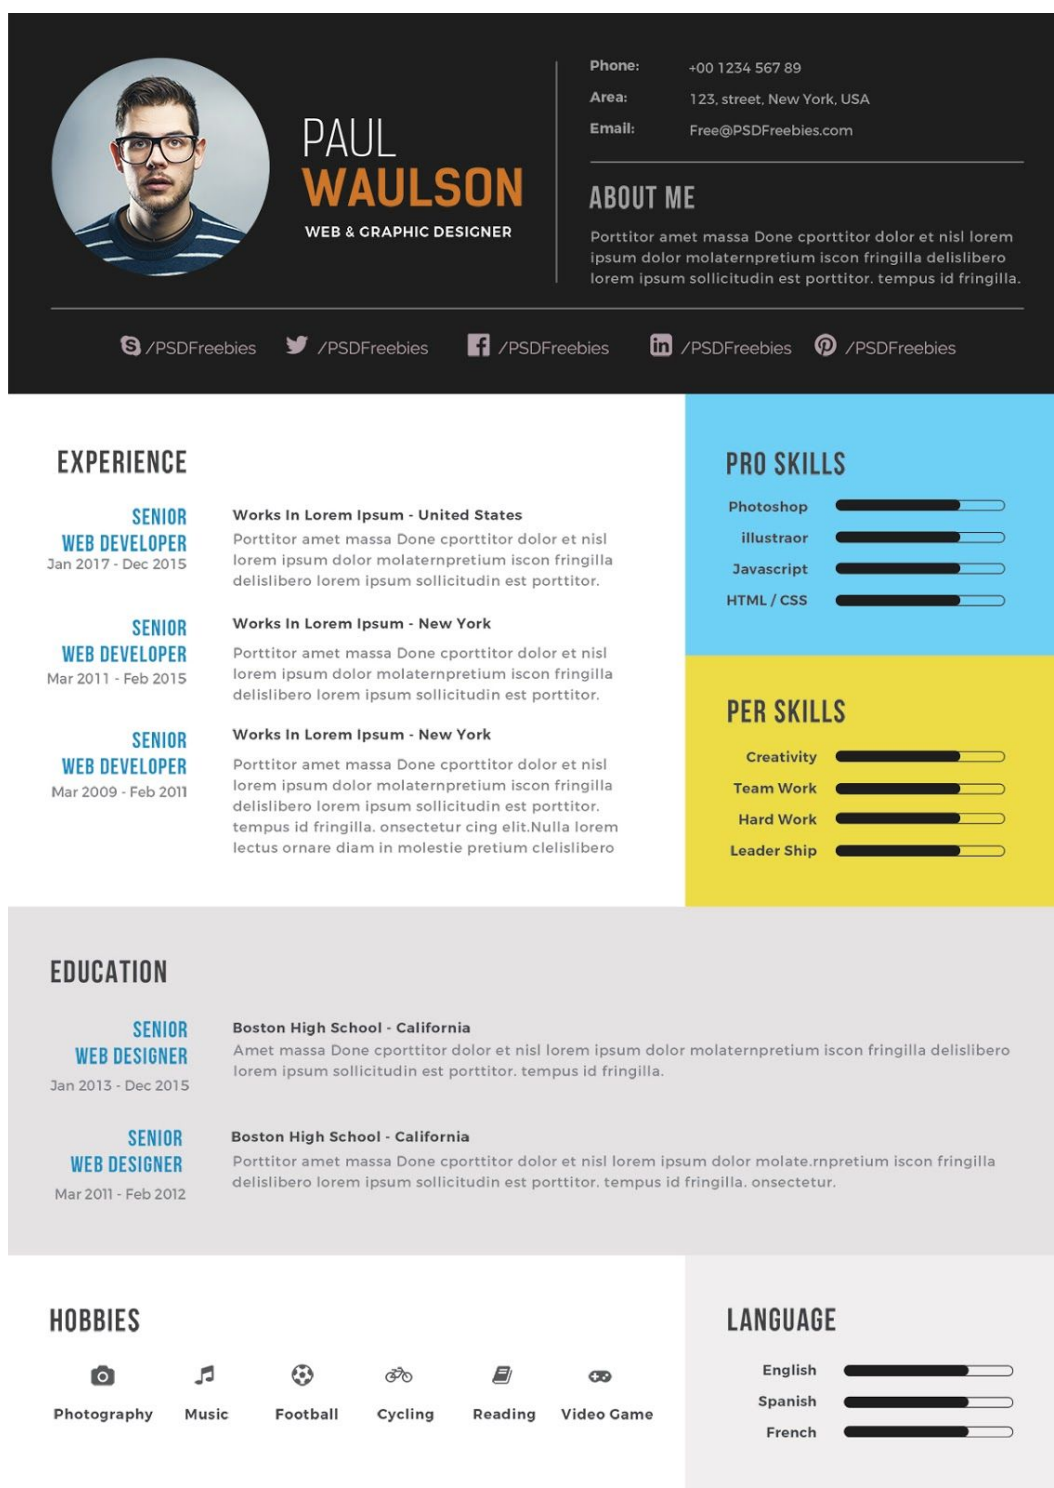 PAUL
WAULSON
WEB & GRAPHIC DESIGNER
Phone: +00 1234 567 89
Area: 123, street, New York, USA
Email: Free@PSDFreebies.com
ABOUT ME
Porttitor amet massa Done cporttitor dolor et nisl lorem
ipsum dolor molaternpretium iscon fringilla delislibero
lorem ipsum sollicitudin est porttitor. tempus id fringilla.
/PSDFreebies /PSDFreebies /PSDFreebies /PSDFreebies /PSDFreebies
EXPERIENCE
SENIOR
WEB DEVELOPER
Jan 2017 - Dec 2015
Works In Lorem Ipsum - United States
Porttitor amet massa Done cporttitor dolor et nisl
lorem ipsum dolor molaternpretium iscon fringilla
delislibero lorem ipsum sollicitudin est porttitor.
SENIOR
WEB DEVELOPER
Mar 2011 - Feb 2015
Works In Lorem Ipsum - New York
Porttitor amet massa Done cporttitor dolor et nisl
lorem ipsum dolor molaternpretium iscon fringilla
delislibero lorem ipsum sollicitudin est porttitor.
SENIOR
WEB DEVELOPER
Mar 2009 - Feb 2011
Works In Lorem Ipsum - New York
Porttitor amet massa Done cporttitor dolor et nisl
lorem ipsum dolor molaternpretium iscon fringilla
delislibero lorem ipsum sollicitudin est porttitor.
tempus id fringilla. onsectetur cing elit.Nulla lorem
lectus ornare diam in molestie pretium clelislibero
PRO SKILLS
Photoshop
illustraor
Javascript
HTML / CSS
PER SKILLS
Creativity
Team Work
Hard Work
Leader Ship
EDUCATION
SENIOR
WEB DESIGNER
Jan 2013 - Dec 2015
Boston High School - California
Amet massa Done cporttitor dolor et nisl lorem ipsum dolor molaternpretium iscon fringilla delislibero
lorem ipsum sollicitudin est porttitor. tempus id fringilla.
SENIOR
WEB DESIGNER
Mar 2011 - Feb 2012
Boston High School - California
Porttitor amet massa Done cporttitor dolor et nisl lorem ipsum dolor molate.rnpretium iscon fringilla
delislibero lorem ipsum sollicitudin est porttitor. tempus id fringilla. onsectetur.
HOBBIES
Photography Music Football Cycling Reading Video Game
LANGUAGE
English
Spanish
French